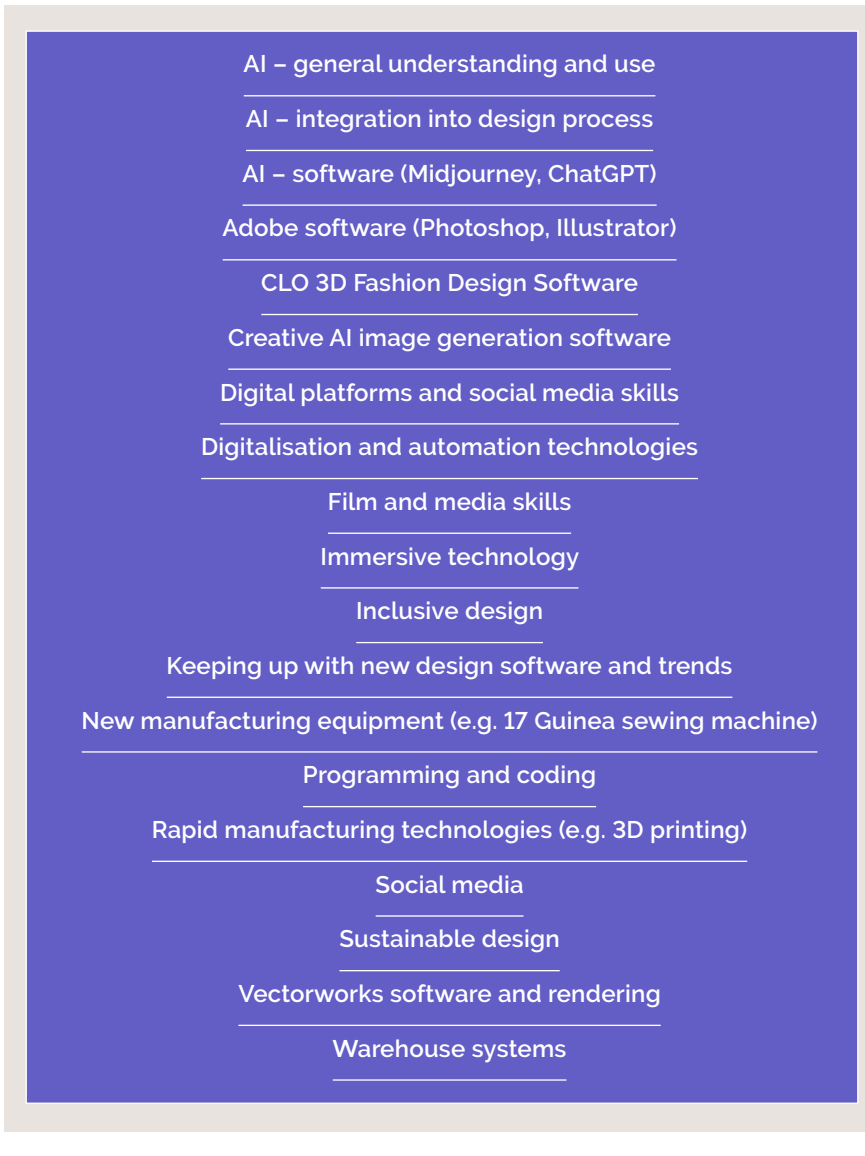 AI – general understanding and use
AI – integration into design process
AI – software (Midjourney, ChatGPT)
Adobe software (Photoshop, Illustrator)
CLO 3D Fashion Design Software
Creative AI image generation software
Digital platforms and social media skills
Digitalisation and automation technologies
Film and media skills
Immersive technology
Inclusive design
Keeping up with new design software and trends
New manufacturing equipment (e.g. 17 Guinea sewing machine)
Programming and coding
Rapid manufacturing technologies (e.g. 3D printing)
Social media
Sustainable design
Vectorworks software and rendering
Warehouse systems